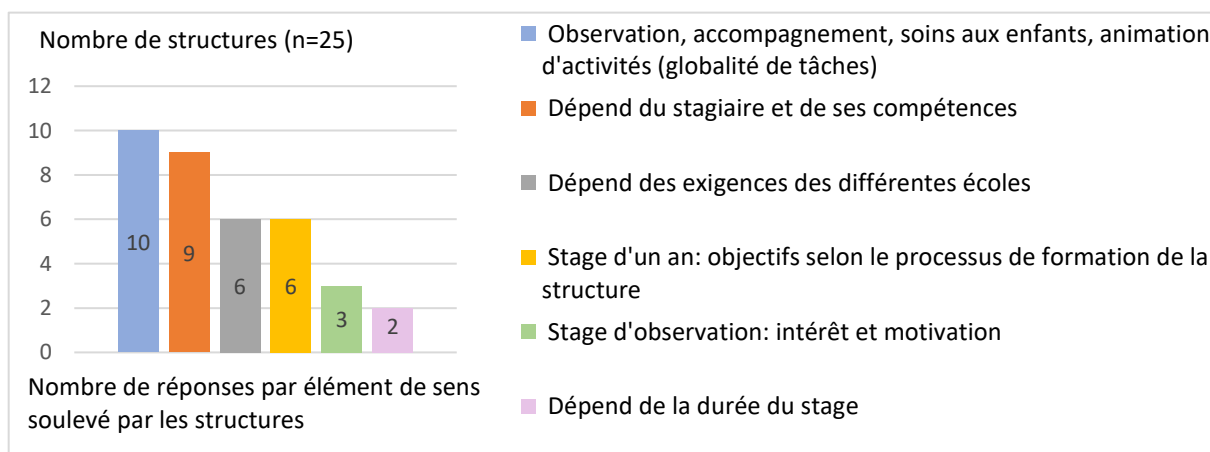 Nombre de structures (n=25)
12
10
8
6
4
2
0
10
9
6
6
3
2
Nombre de réponses par élément de sens
soulevé par les structures
Observation, accompagnement, soins aux enfants, animation
d'activités (globalité de tâches)
Dépend du stagiaire et de ses compétences
Dépend des exigences des différentes écoles
Stage d'un an: objectifs selon le processus de formation de la
structure
Stage d'observation: intérêt et motivation
Dépend de la durée du stage